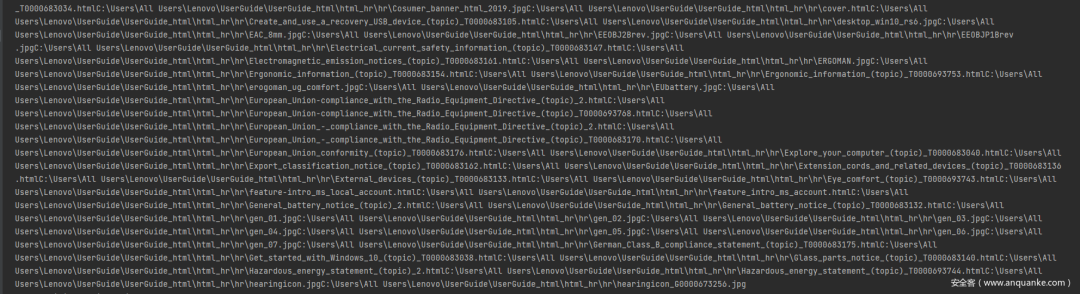 _T0000683034.htmlC:\Users\All Users\Lenovo\UserGuide\UserGuide_html\html_hr\hr\Cosumer_banner_html_2019.jpgC:\Users\All Users\Lenovo\UserGuide\UserGuide_html\html_hr\hr\cover.htmlC:\Users\All
Users\Lenovo\UserGuide\UserGuide_html\html_hr\hr\Create_and_use_a_recovery_USB_device_(topic)_T0000683105.htmlC:\Users\All Users\Lenovo\UserGuide\UserGuide_html\html_hr\hr\desktop_win10_rs6.jpgC:\Users\All
Users\Lenovo\UserGuide\UserGuide_html\html_hr\hr\EAC_8mm.jpgC:\Users\All Users\Lenovo\UserGuide\UserGuide_html\html_hr\hr\EEOBJ2Brev.jpgC:\Users\All Users\Lenovo\UserGuide\UserGuide_html\html_hr\hr\EEOBJP1Brev
.jpgC:\Users\All Users\Lenovo\UserGuide\UserGuide_html\html_hr\hr\Electrical_current_safety_information_(topic)_T0000683147.htmlC:\Users\All
Users\Lenovo\UserGuide\UserGuide_html\html_hr\hr\Electromagnetic_emission_notices_(topic)_T0000683161.htmlC:\Users\All Users\Lenovo\UserGuide\UserGuide_html\html_hr\hr\ERGOMAN.jpgC:\Users\All
Users\Lenovo\UserGuide\UserGuide_html\html_hr\hr\Ergonomic_information_(topic)_T0000683154.htmlC:\Users\All Users\Lenovo\UserGuide\UserGuide_html\html_hr\hr\Ergonomic_information_(topic)_T0000693753.htmlC:\Users\All
Users\Lenovo\UserGuide\UserGuide_html\html_hr\hr\erogoman_ug_comfort.jpgC:\Users\All Users\Lenovo\UserGuide\UserGuide_html\html_hr\hr\EUbattery.jpgC:\Users\All
Users\Lenovo\UserGuide\UserGuide_html\html_hr\hr\European_Union-compliance_with_the_Radio_Equipment_Directive_(topic)_2.htmlC:\Users\All
Users\Lenovo\UserGuide\UserGuide_html\html_hr\hr\European_Union-compliance_with_the_Radio_Equipment_Directive_(topic)_T0000693768.htmlC:\Users\All
Users\Lenovo\UserGuide\UserGuide_html\html_hr\hr\European_Union_-_compliance_with_the_Radio_Equipment_Directive_(topic)_2.htmlC:\Users\All
Users\Lenovo\UserGuide\UserGuide_html\html_hr\hr\European_Union_-_compliance_with_the_Radio_Equipment_Directive_(topic)_T0000683170.htmlC:\Users\All
Users\Lenovo\UserGuide\UserGuide_html\html_hr\hr\European_Union_conformity_(topic)_T0000683176.htmlC:\Users\All Users\Lenovo\UserGuide\UserGuide_html\html_hr\hr\Explore_your_computer_(topic)_T0000683040.htmlC:\Users\All
Users\Lenovo\UserGuide\UserGuide_html\html_hr\hr\Export_classification_notice_(topic)_T0000683162.htmlC:\Users\All Users\Lenovo\UserGuide\UserGuide_html\html_hr\hr\Extension_cords_and_related_devices_(topic)_T0000683136
.htmlC:\Users\All Users\Lenovo\UserGuide\UserGuide_html\html_hr\hr\External_devices_(topic)_T0000683133.htmlC:\Users\All Users\Lenovo\UserGuide\UserGuide_html\html_hr\hr\Eye_comfort_(topic)_T0000693743.htmlC:\Users\All
Users\Lenovo\UserGuide\UserGuide_html\html_hr\hr\feature-intro_ms_local_account.htmlC:\Users\All Users\Lenovo\UserGuide\UserGuide_html\html_hr\hr\feature_intro_ms_account.htmlC:\Users\All
Users\Lenovo\UserGuide\UserGuide_html\html_hr\hr\General_battery_notice_(topic)_2.htmlC:\Users\All Users\Lenovo\UserGuide\UserGuide_html\html_hr\hr\General_battery_notice_(topic)_T0000683132.htmlC:\Users\All
Users\Lenovo\UserGuide\UserGuide_html\html_hr\hr\gen_01.jpgC:\Users\All Users\Lenovo\UserGuide\UserGuide_html\html_hr\hr\gen_02.jpgC:\Users\All Users\Lenovo\UserGuide\UserGuide_html\html_hr\hr\gen_03.jpgC:\Users\All
Users\Lenovo\UserGuide\UserGuide_html\html_hr\hr\gen_04.jpgC:\Users\All Users\Lenovo\UserGuide\UserGuide_html\html_hr\hr\gen_05.jpgC:\Users\All Users\Lenovo\UserGuide\UserGuide_html\html_hr\hr\gen_06.jpgC:\Users\All
Users\Lenovo\UserGuide\UserGuide_html\html_hr\hr\gen_07.jpgC:\Users\All Users\Lenovo\UserGuide\UserGuide_html\html_hr\hr\German_Class_B_compliance_statement_(topic)_T0000683175.htmlC:\Users\All
Users\Lenovo\UserGuide\UserGuide_html\html_hr\hr\Get_started_with_Windows_10_(topic)_T0000683038.htmlC:\Users\All Users\Lenovo\UserGuide\UserGuide_html\html_hr\hr\Glass_parts_notice_(topic)_T0000683140.htmlC:\Users\All
Users\Lenovo\UserGuide\UserGuide_html\html_hr\hr\Hazardous_energy_statement_(topic)_2.htmlC:\Users\All Users\Lenovo\UserGuide\UserGuide_html\html_hr\hr\Hazardous_energy_statement_(topic)_T0000693744.htmlC:\Users\All
Users\Lenovo\UserGuide\UserGuide_html\html_hr\hr\hearingicon.jpgC:\Users\All Users\Lenovo\UserGuide\UserGuide_html\html_hr\hr\hearingicon_G0000673256.jpg
安全客（www.anquanke.com）